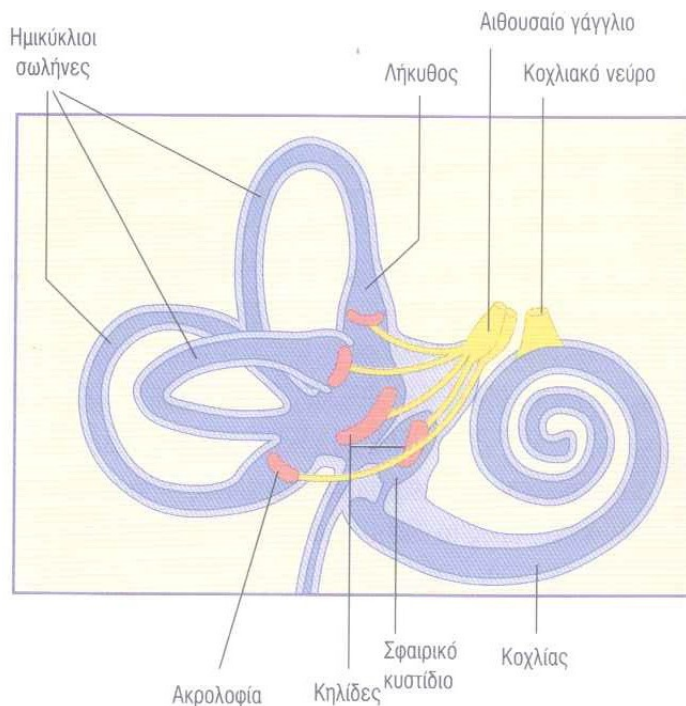 Ημικύκλιοι
σωλήνες
Λήκυθος
Αιθουσαίο γάγγλιο
Κοχλιακό νεύρο
Ακρολοφία
Κηλίδες
Σφαιρικό
κυστίδιο
Κοχλίας